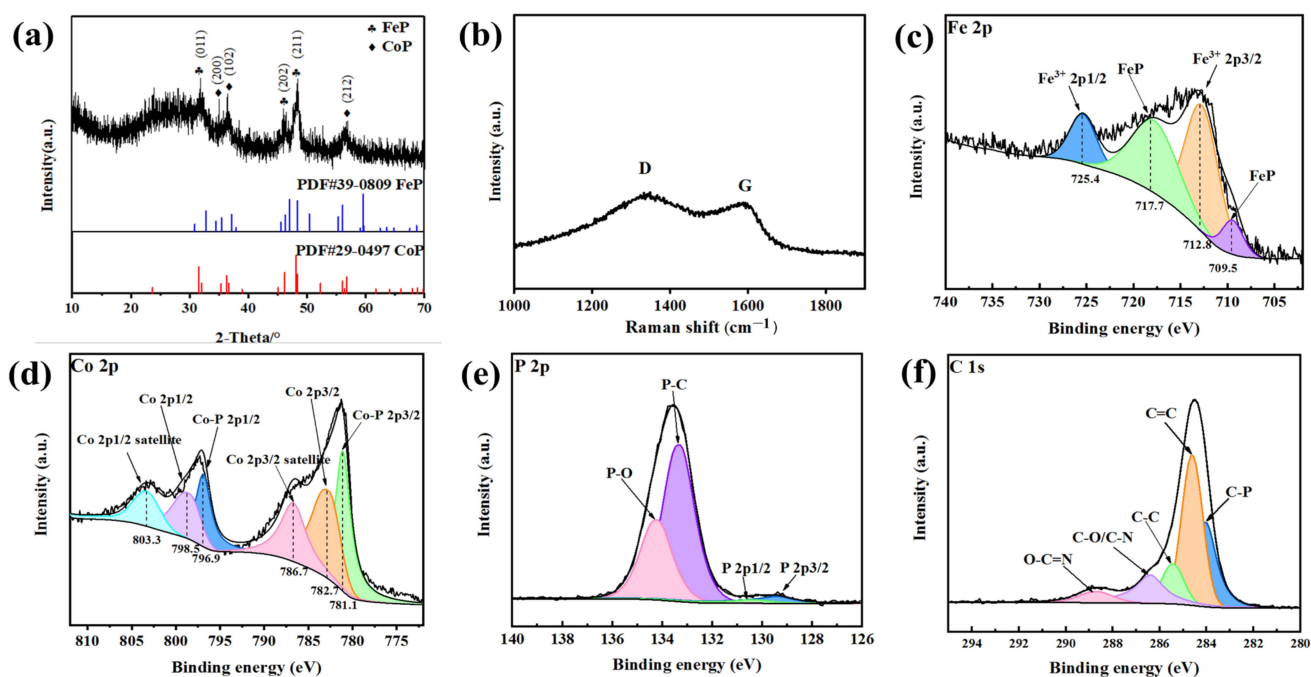 (a)
♣ FeP
♦ CoP
(011)
(200)
(102)
(202)
(211)
(212)
PDF#39-0809 FeP
PDF#29-0497 CoP
Intensity(a.u.)
10 20 30 40 50 60 70
2-Theta/°
(b)
D
G
Intensity (a.u.)
1000 1200 1400 1600 1800
Raman shift (cm⁻¹)
(c)
Fe 2p
Fe³⁺ 2p1/2
FeP
Fe³⁺ 2p3/2
FeP
725.4
717.7
712.8
709.5
Intensity (a.u.)
740 735 730 725 720 715 710 705
Binding energy (eV)
(d)
Co 2p
Co 2p1/2 satellite
Co 2p1/2
Co-P 2p1/2
Co 2p3/2 satellite
Co 2p3/2
Co-P 2p3/2
803.3
798.5
796.9
786.7
782.7
781.1
Intensity (a.u.)
810 800 790 780
Binding energy (eV)
(e)
P 2p
P-C
P-O
P 2p1/2
P 2p3/2
Intensity (a.u.)
140 138 136 134 132 130 128 126
Binding energy (eV)
(f)
C 1s
C=C
C-P
C-C
C-O/C-N
O-C=N
Intensity (a.u.)
294 292 290 288 286 284 282 280
Binding energy (eV)